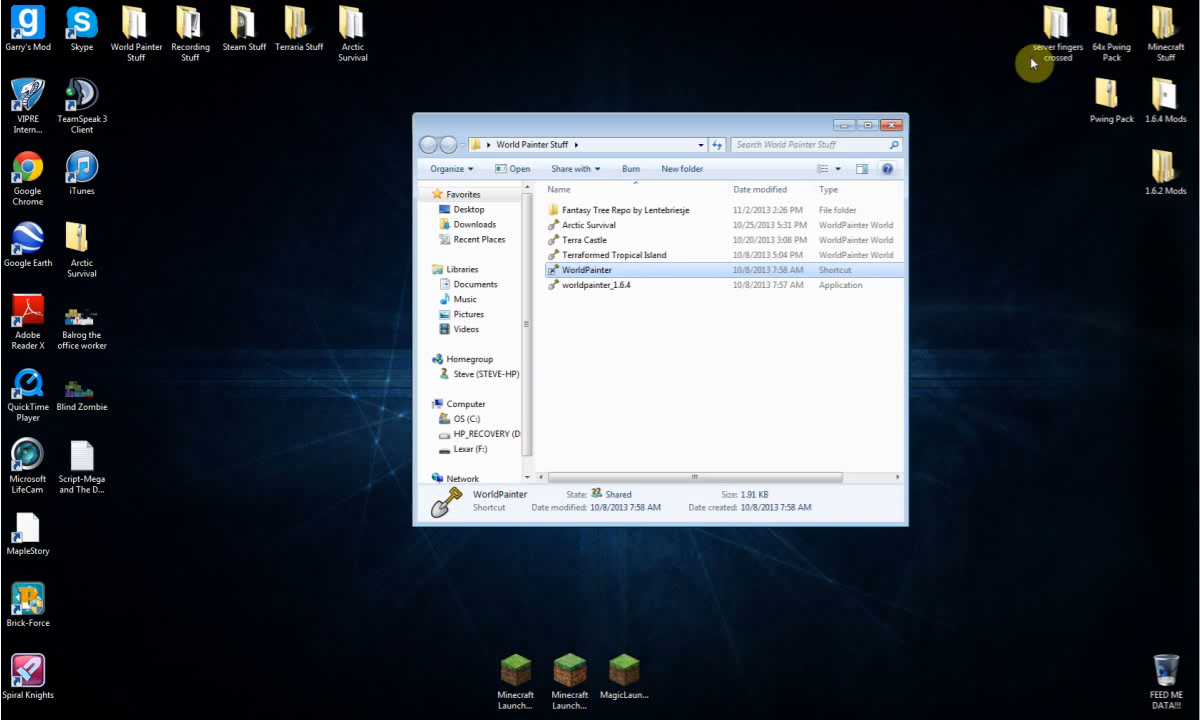 Garry's Mod
Skype
World Painter
Stuff
Recording
Stuff
Steam Stuff
Terraria Stuff
Arctic
Survival
server fingers
crossed
64x Pwing
Pack
Minecraft
Stuff
VIPRE
Intern...
TeamSpeak 3
Client
Pwing Pack
1.6.4 Mods
Google
Chrome
iTunes
1.6.2 Mods
Google Earth
Arctic
Survival
Adobe
Reader X
Balrog the
office worker
QuickTime
Player
Blind Zombie
Microsoft
LifeCam
Script-Mega
and The D...
MapleStory
Brick-Force
Spiral Knights
World Painter Stuff
Search World Painter Stuff
Organize
Open
Share with
Burn
New folder
Name
Date modified
Type
Favorites
Desktop
Downloads
Recent Places
Libraries
Documents
Music
Pictures
Videos
Homegroup
Steve (STEVE-HP)
Computer
OS (C:)
HP_RECOVERY (D:
Lexar (F:)
Network
Fantasy Tree Repo by Lentebriesje 11/2/2013 2:26 PM File folder
Arctic Survival 10/25/2013 5:31 PM WorldPainter World
Terra Castle 10/20/2013 3:08 PM WorldPainter World
Terraformed Tropical Island 10/8/2013 5:04 PM WorldPainter World
WorldPainter 10/8/2013 7:58 AM Shortcut
worldpainter_1.6.4 10/8/2013 7:57 AM Application
WorldPainter State: Shared Size: 1.91 KB
Shortcut Date modified: 10/8/2013 7:58 AM Date created: 10/8/2013 7:58 AM
Minecraft
Launch...
Minecraft
Launch...
MagicLaun...
FEED ME
DATA!!!